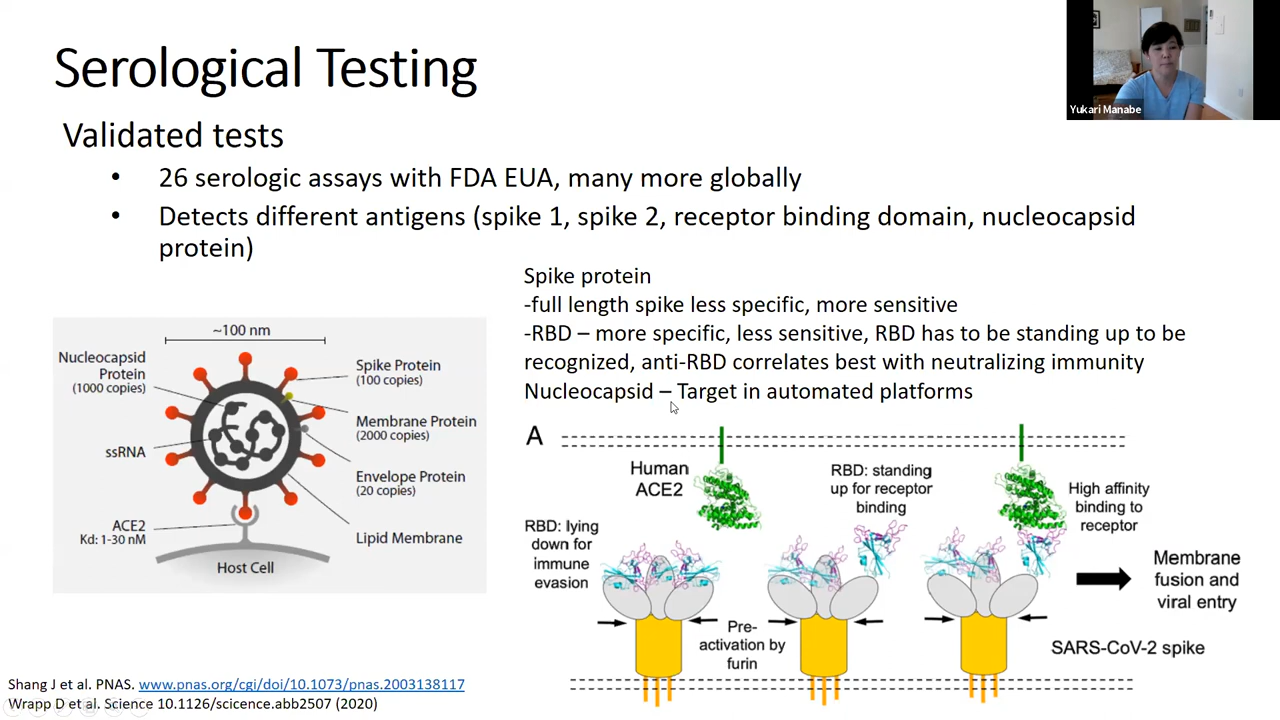 Serological Testing
Yukari Manabe
Validated tests
• 26 serologic assays with FDA EUA, many more globally
• Detects different antigens (spike 1, spike 2, receptor binding domain, nucleocapsid
protein)
Spike protein
-full length spike less specific, more sensitive
-RBD – more specific, less sensitive, RBD has to be standing up to be
recognized, anti-RBD correlates best with neutralizing immunity
Nucleocapsid – Target in automated platforms
~100 nm
Nucleocapsid
Protein
(1000 copies)
ssRNA
ACE2
Kd: 1-30 nM
Spike Protein
(100 copies)
Membrane Protein
(2000 copies)
Envelope Protein
(20 copies)
Lipid Membrane
Host Cell
A
Human
ACE2
RBD: standing
up for receptor
binding
High affinity
binding to
receptor
RBD: lying
down for
immune
evasion
Membrane
fusion and
viral entry
Pre-
activation by
furin
SARS-CoV-2 spike
Shang J et al. PNAS. www.pnas.org/cgi/doi/10.1073/pnas.2003138117
Wrapp D et al. Science 10.1126/scicence.abb2507 (2020)